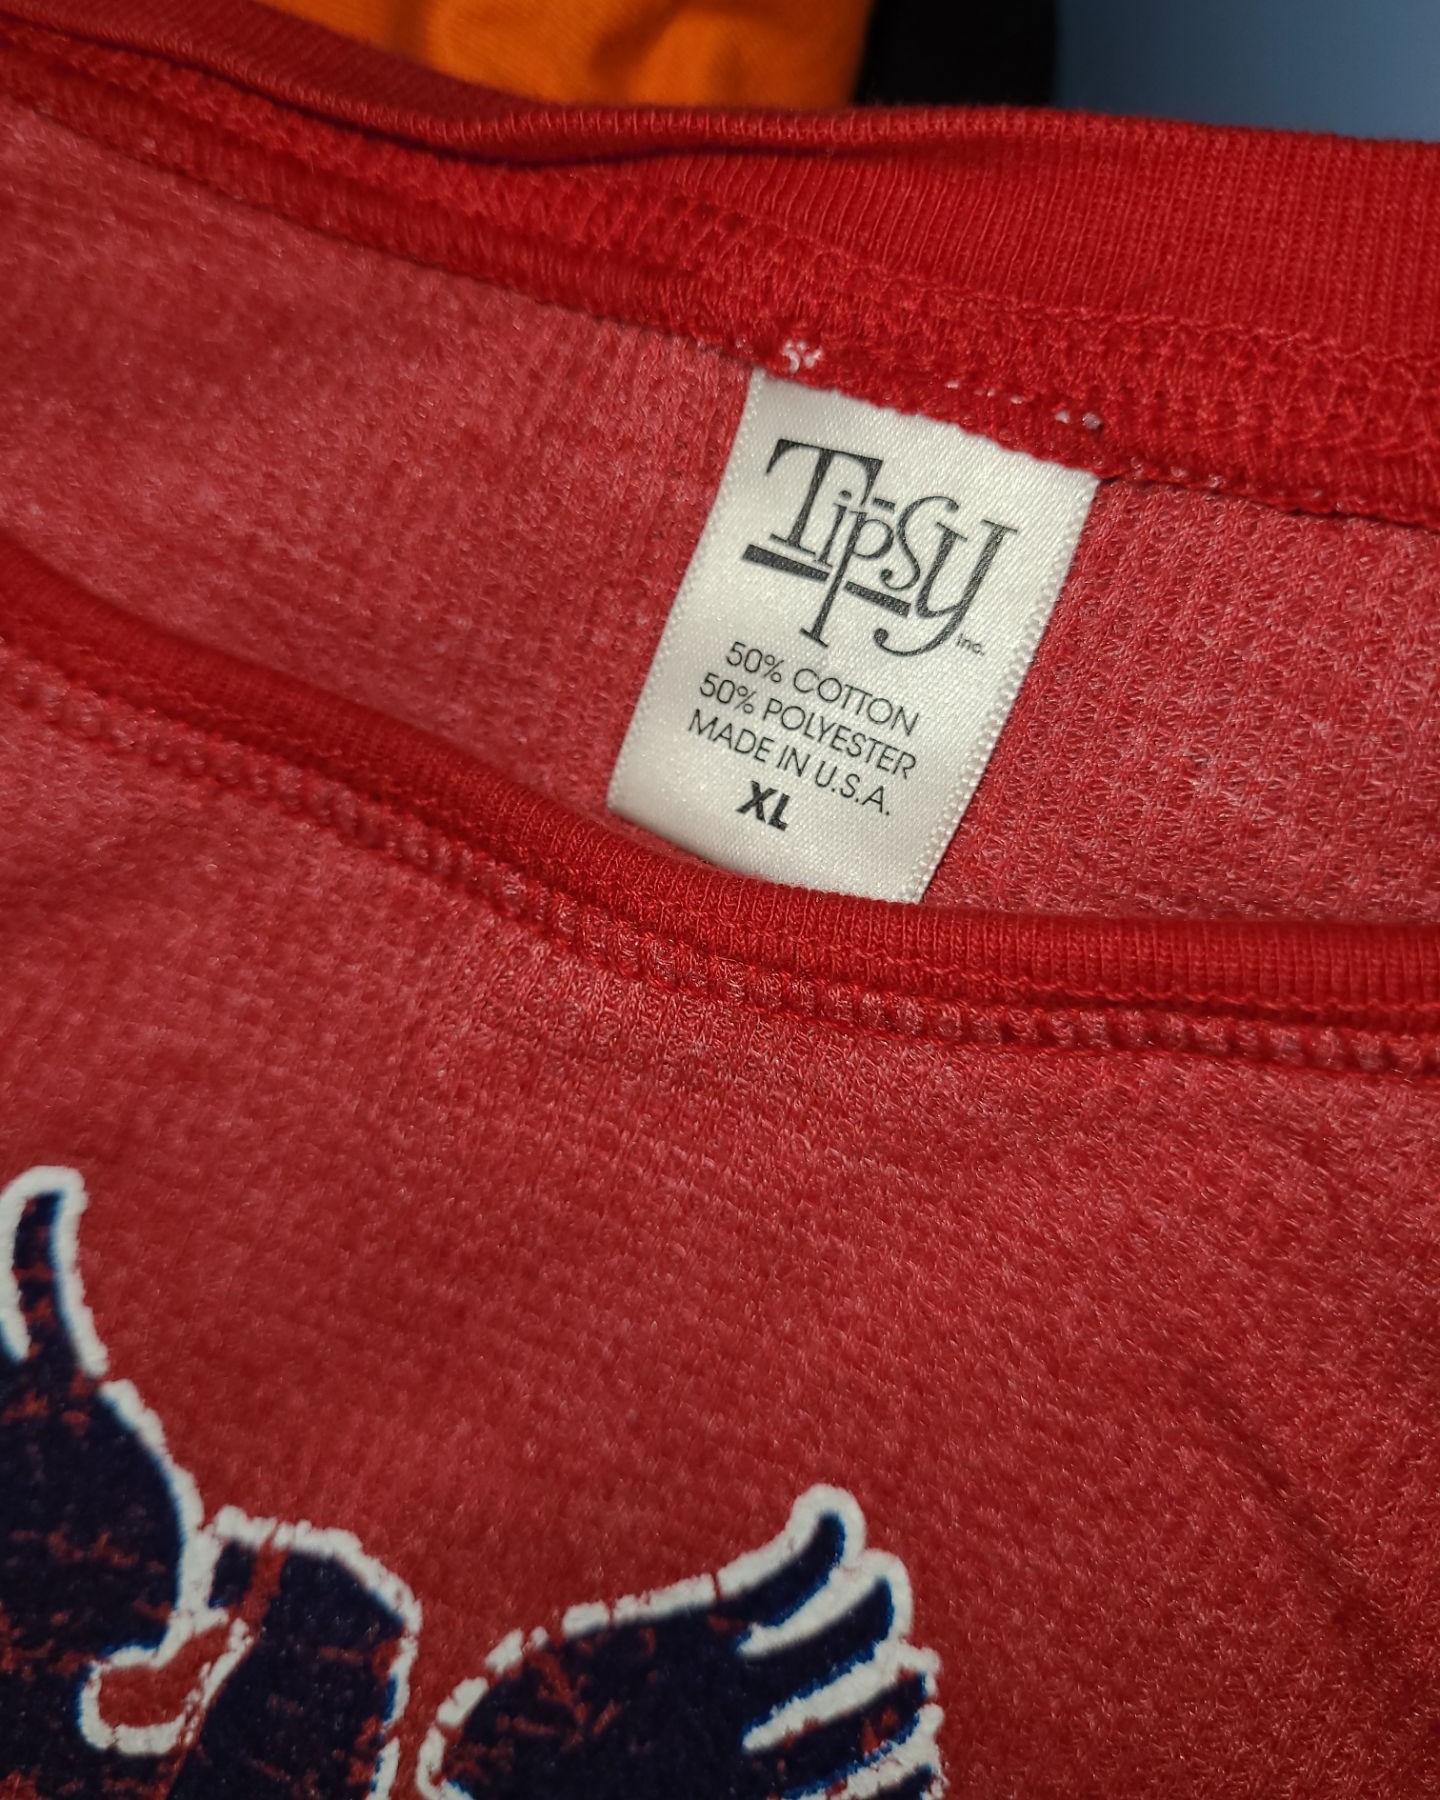 Tipsy Inc.
50% COTTON
50% POLYESTER
MADE IN U.S.A.
XL